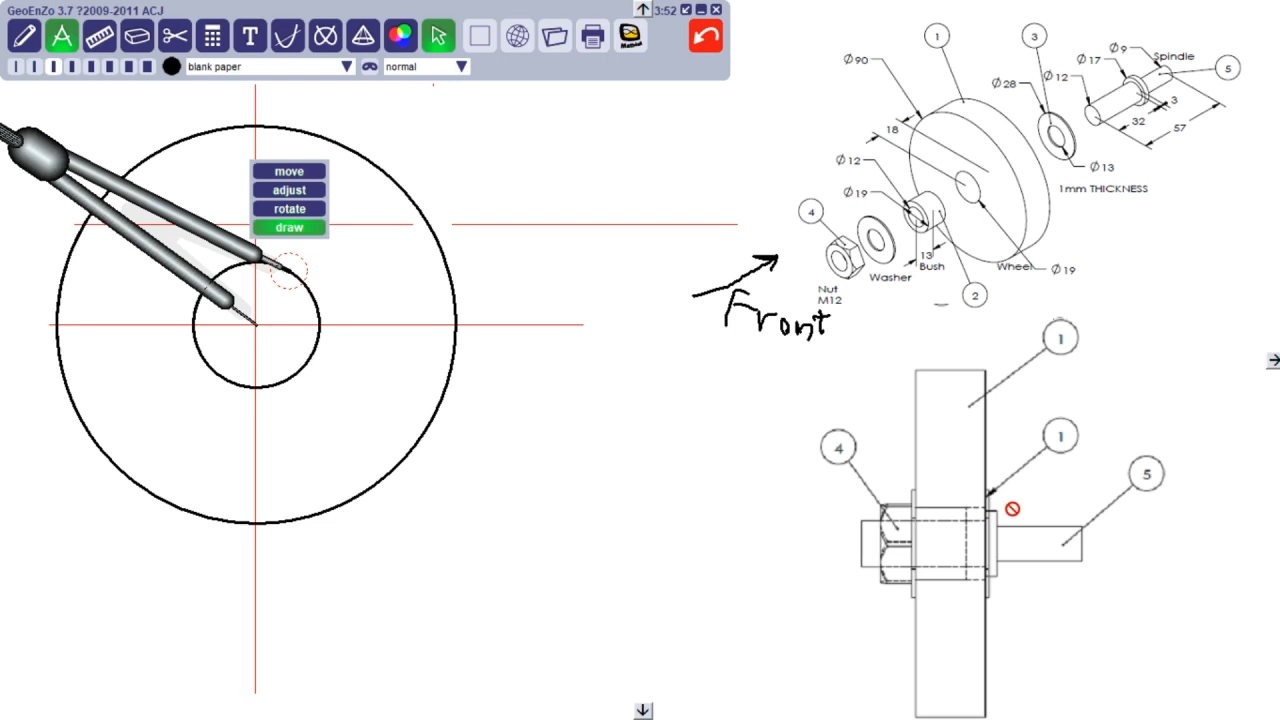 GeoEnZo 3.7 ?2009-2011 ACJ
3:52
T
blank paper
normal
move
adjust
rotate
draw
1
3
Ø9
Spindle
Ø90
Ø17
5
Ø12
Ø28
3
18
32
57
Ø12
Ø13
Ø19
1mm THICKNESS
4
13
Washer
Bush
Wheel
Ø19
Nut
M12
2
Front
1
4
1
5